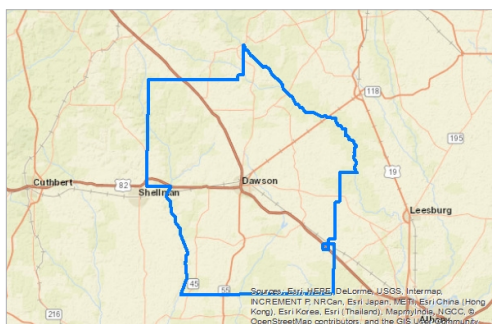 118
195
19
Cuthbert
82
Dawson
Shellman
Leesburg
45
55
216
Sources: Esri, HERE, DeLorme, USGS, Intermap,
INCREMENT P, NRCan, Esri Japan, METI, Esri China (Hong
Kong), Esri Korea, Esri (Thailand), MapmyIndia, NGCC, ©
OpenStreetMap contributors, and the GIS User Community